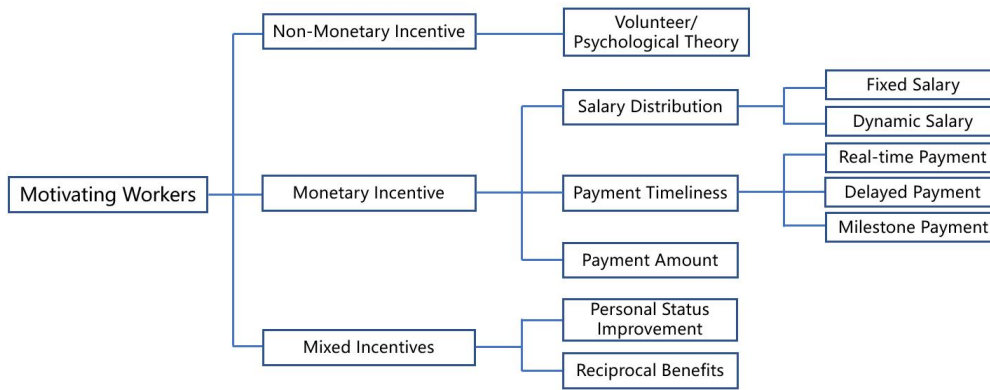 Motivating Workers
Non-Monetary Incentive
Volunteer/
Psychological Theory
Monetary Incentive
Salary Distribution
Fixed Salary
Dynamic Salary
Payment Timeliness
Real-time Payment
Delayed Payment
Milestone Payment
Payment Amount
Mixed Incentives
Personal Status
Improvement
Reciprocal Benefits